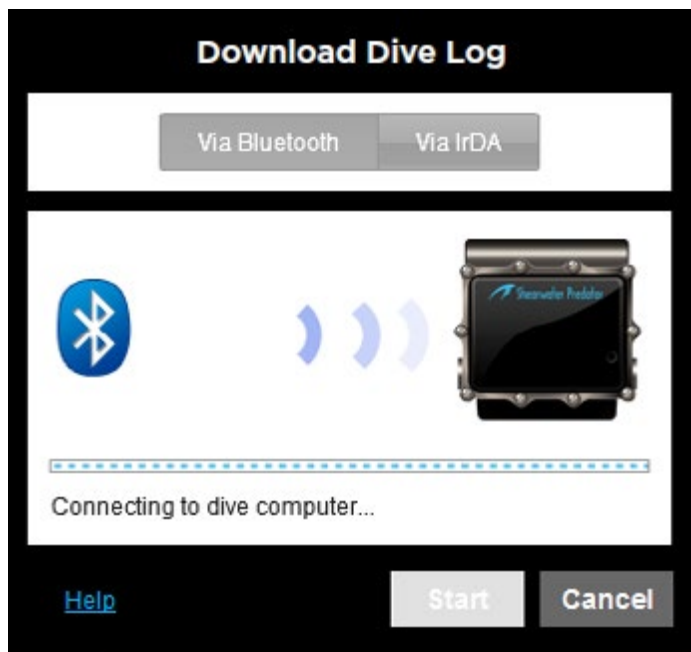 Download Dive Log
Via Bluetooth
Via IrDA
Shearwater Predator
Connecting to dive computer...
Help
Start
Cancel